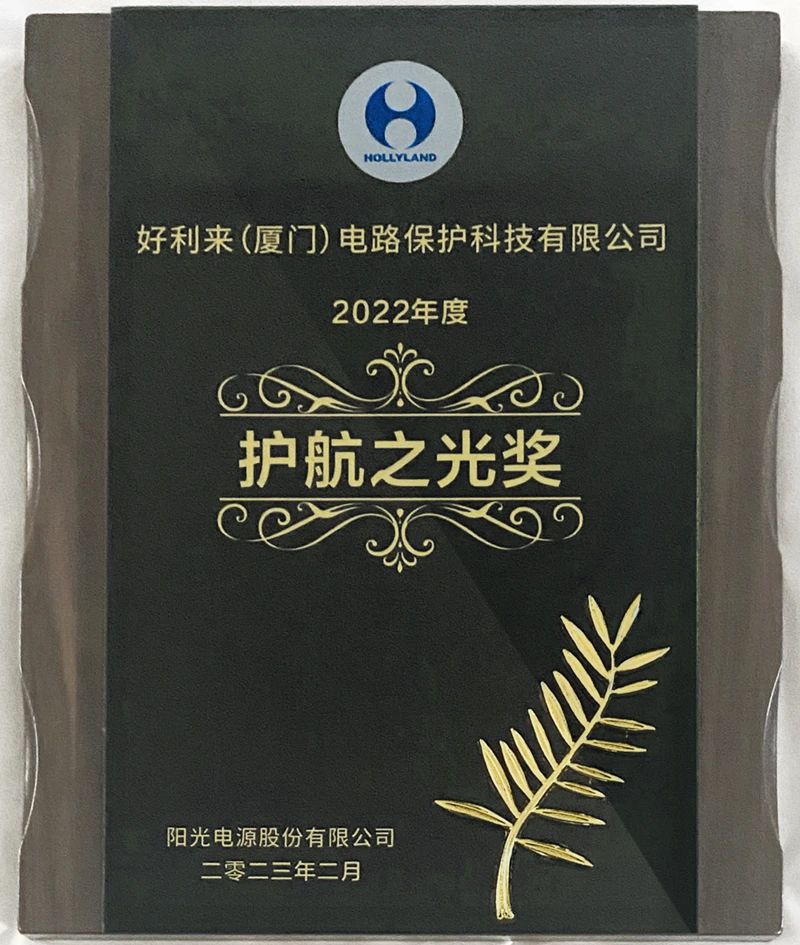 HOLLYLAND
好利来(厦门)电路保护科技有限公司
2022年度
护航之光奖
阳光电源股份有限公司
二零二三年二月